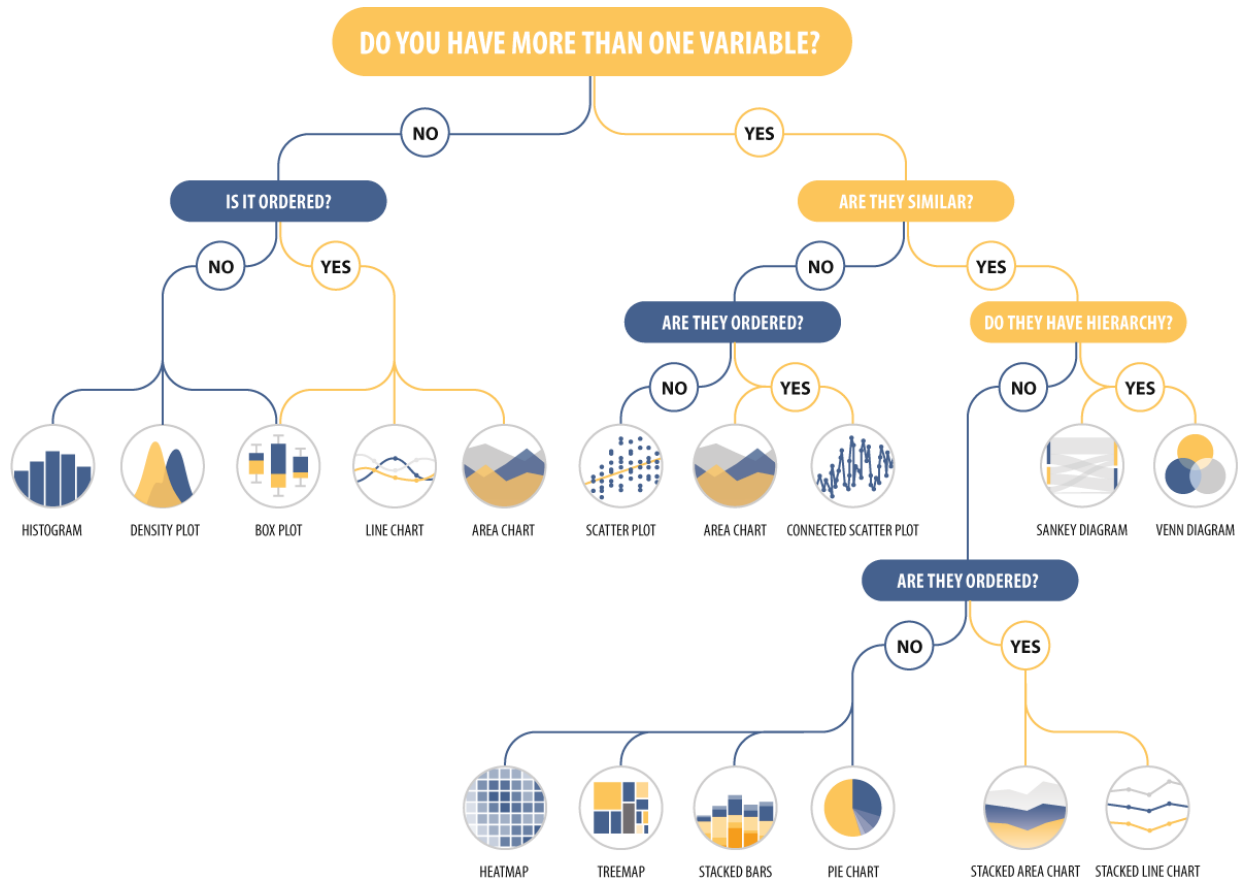 DO YOU HAVE MORE THAN ONE VARIABLE?
NO
YES
IS IT ORDERED?
ARE THEY SIMILAR?
NO
YES
NO
YES
ARE THEY ORDERED?
DO THEY HAVE HIERARCHY?
NO
YES
NO
YES
HISTOGRAM
DENSITY PLOT
BOX PLOT
LINE CHART
AREA CHART
SCATTER PLOT
AREA CHART
CONNECTED SCATTER PLOT
SANKEY DIAGRAM
VENN DIAGRAM
ARE THEY ORDERED?
NO
YES
HEATMAP
TREEMAP
STACKED BARS
PIE CHART
STACKED AREA CHART
STACKED LINE CHART